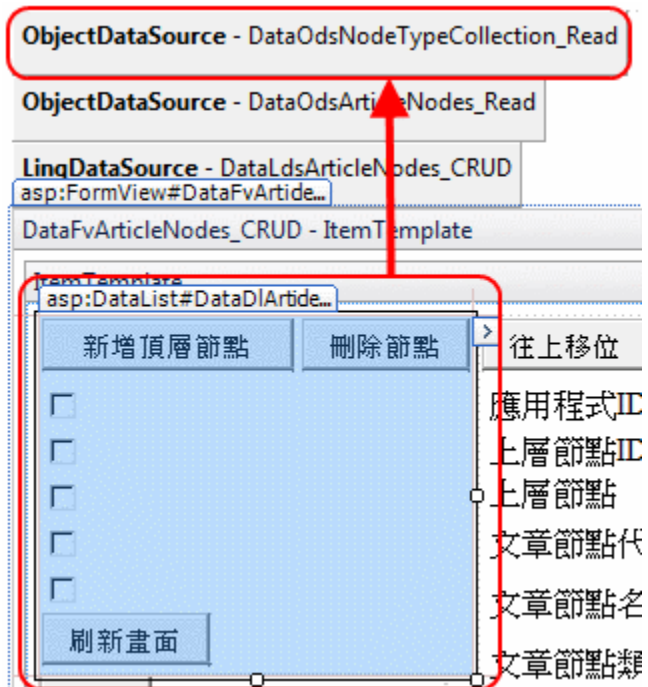 ObjectDataSource - DataOdsNodeTypeCollection_Read
ObjectDataSource - DataOdsArticleNodes_Read
LinqDataSource - DataLdsArticleNodes_CRUD
asp:FormView#DataFvArticle...
DataFvArticleNodes_CRUD - ItemTemplate
ItemTemplate
asp:DataList#DataDlArticle...
新增頂層節點 刪除節點 > 往上移位
應用程式ID
上層節點ID
上層節點
文章節點代
文章節點名
刷新畫面
文章節點類